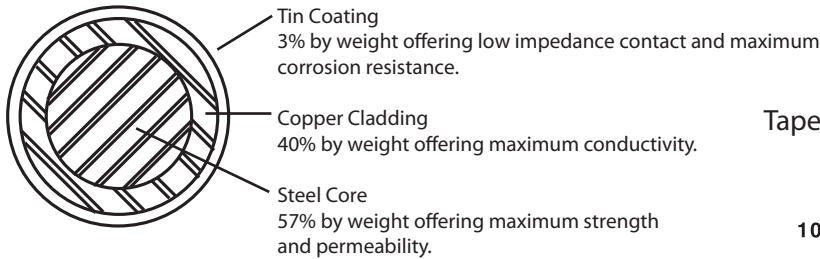 Tin Coating
3% by weight offering low impedance contact and maximum
corrosion resistance.
Copper Cladding
40% by weight offering maximum conductivity.
Steel Core
57% by weight offering maximum strength
and permeability.
Tape
10